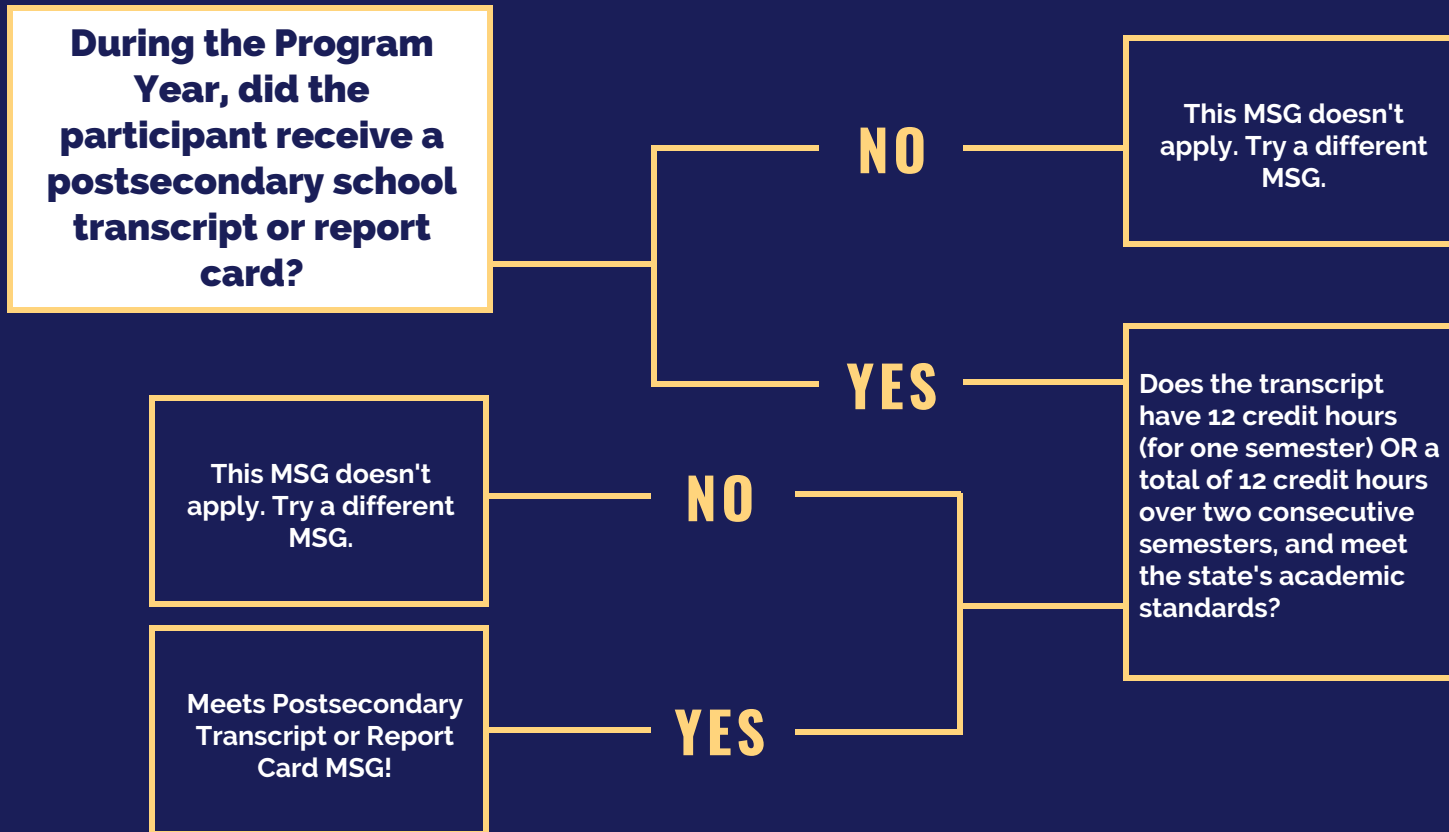 During the Program
Year, did the
participant receive a
postsecondary school
transcript or report
card?
NO
This MSG doesn't
apply. Try a different
MSG.
YES
Does the transcript
have 12 credit hours
(for one semester) OR a
total of 12 credit hours
over two consecutive
semesters, and meet
the state's academic
standards?
NO
This MSG doesn't
apply. Try a different
MSG.
YES
Meets Postsecondary
Transcript or Report
Card MSG!